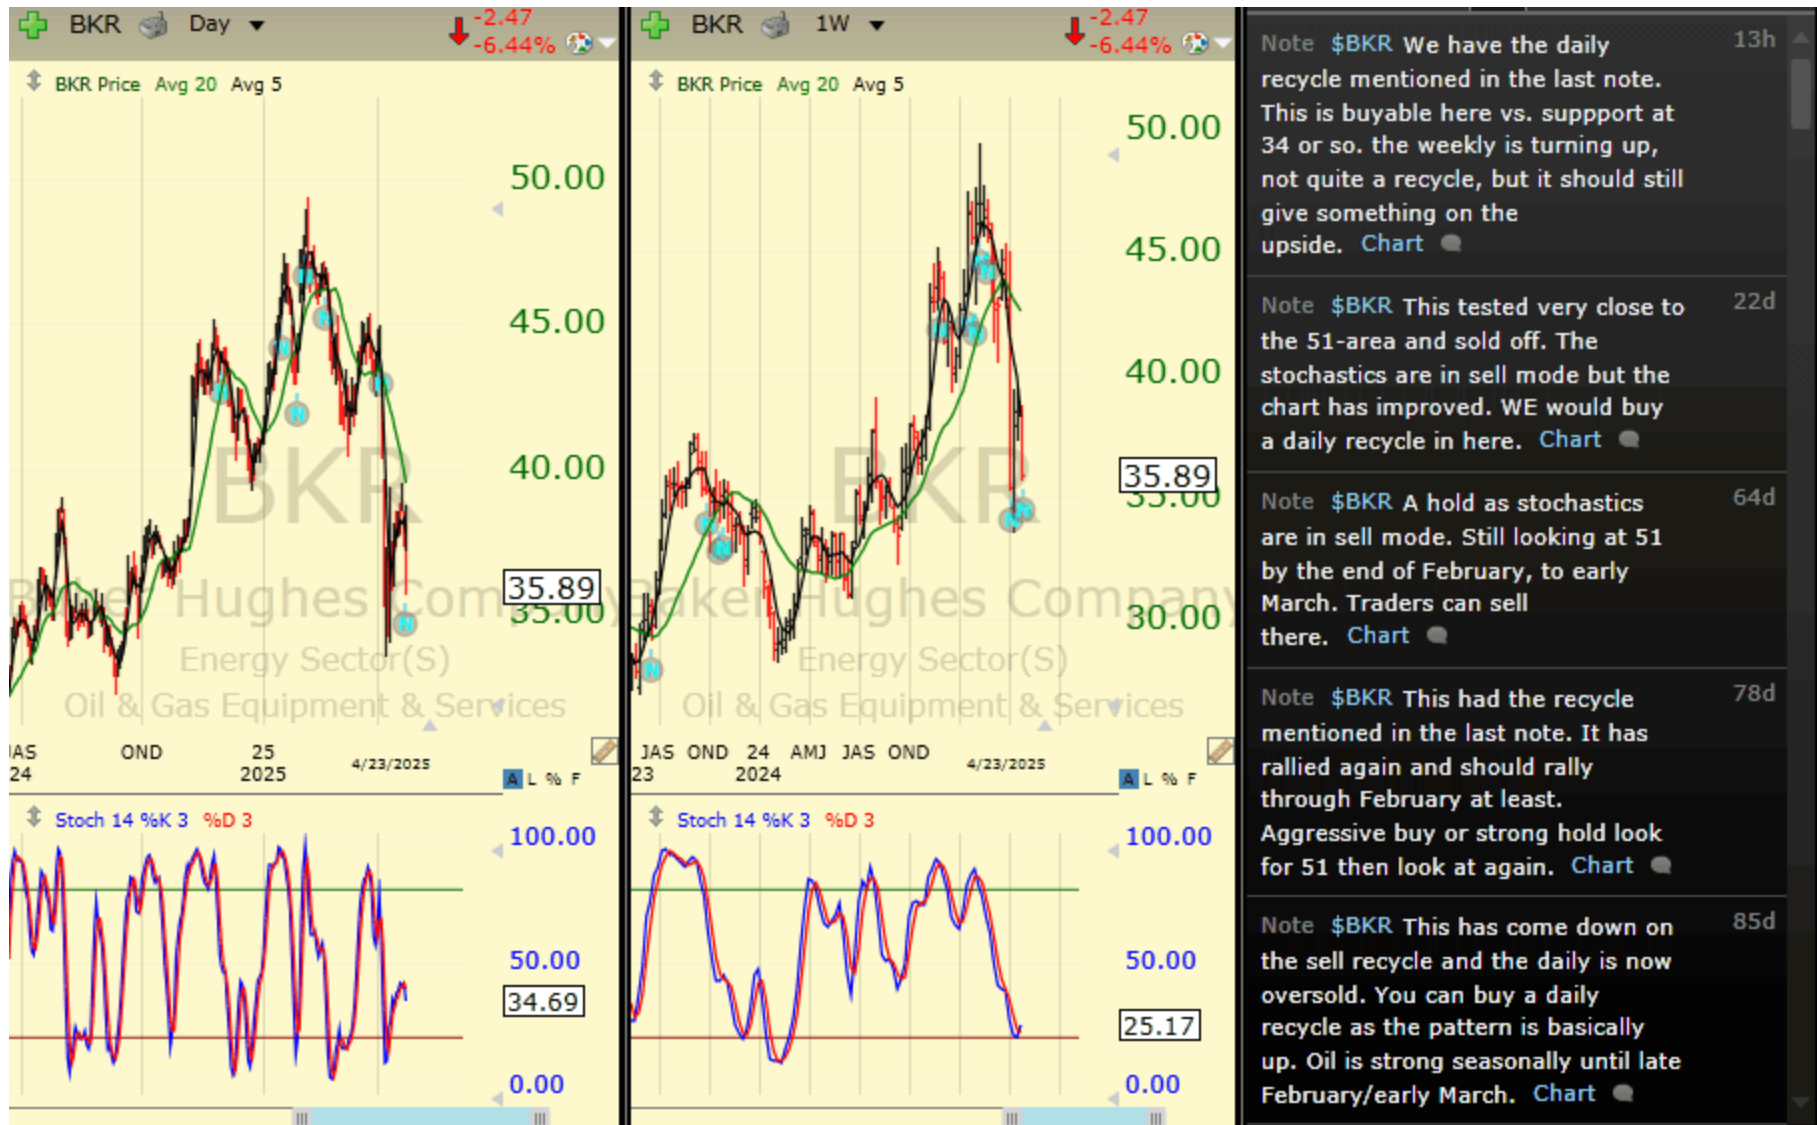 BKR Day
-2.47
-6.44%
BKR Price Avg 20 Avg 5
50.00
45.00
40.00
35.89
35.00
BKR
Baker Hughes Company
Energy Sector(S)
Oil & Gas Equipment & Services
JAS OND 25
24 2025 4/23/2025
A L % F
Stoch 14 %K 3 %D 3
100.00
50.00
34.69
0.00
BKR 1W
-2.47
-6.44%
BKR Price Avg 20 Avg 5
50.00
45.00
40.00
35.89
35.00
30.00
BKR
Baker Hughes Company
Energy Sector(S)
Oil & Gas Equipment & Services
JAS OND 24 AMJ JAS OND
23 2024 4/23/2025
A L % F
Stoch 14 %K 3 %D 3
100.00
50.00
25.17
0.00
Note $BKR We have the daily 13h
recycle mentioned in the last note.
This is buyable here vs. suppport at
34 or so. the weekly is turning up,
not quite a recycle, but it should still
give something on the
upside. Chart
Note $BKR This tested very close to 22d
the 51-area and sold off. The
stochastics are in sell mode but the
chart has improved. WE would buy
a daily recycle in here. Chart
Note $BKR A hold as stochastics 64d
are in sell mode. Still looking at 51
by the end of February, to early
March. Traders can sell
there. Chart
Note $BKR This had the recycle 78d
mentioned in the last note. It has
rallied again and should rally
through February at least.
Aggressive buy or strong hold look
for 51 then look at again. Chart
Note $BKR This has come down on 85d
the sell recycle and the daily is now
oversold. You can buy a daily
recycle as the pattern is basically
up. Oil is strong seasonally until late
February/early March. Chart